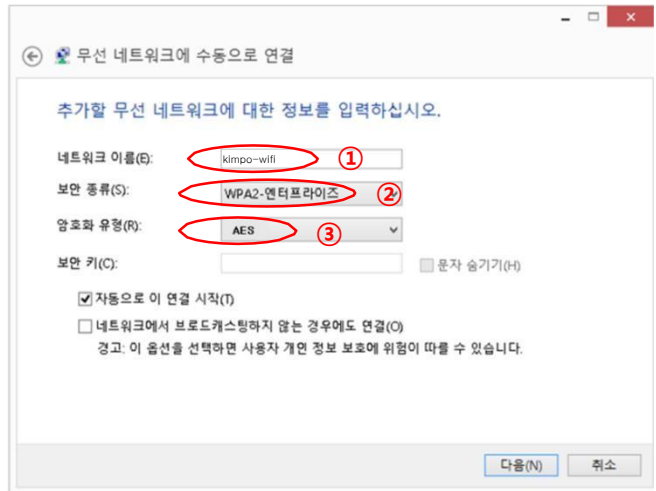 무선 네트워크에 수동으로 연결
추가할 무선 네트워크에 대한 정보를 입력하십시오.
네트워크 이름(E): kimpo-wifi ①
보안 종류(S): WPA2-엔터프라이즈 ②
암호화 유형(R): AES ③
보안 키(C): 문자 숨기기(H)
자동으로 이 연결 시작(T)
네트워크에서 브로드캐스팅하지 않는 경우에도 연결(O)
경고: 이 옵션을 선택하면 사용자 개인 정보 보호에 위험이 따를 수 있습니다.
다음(N) 취소